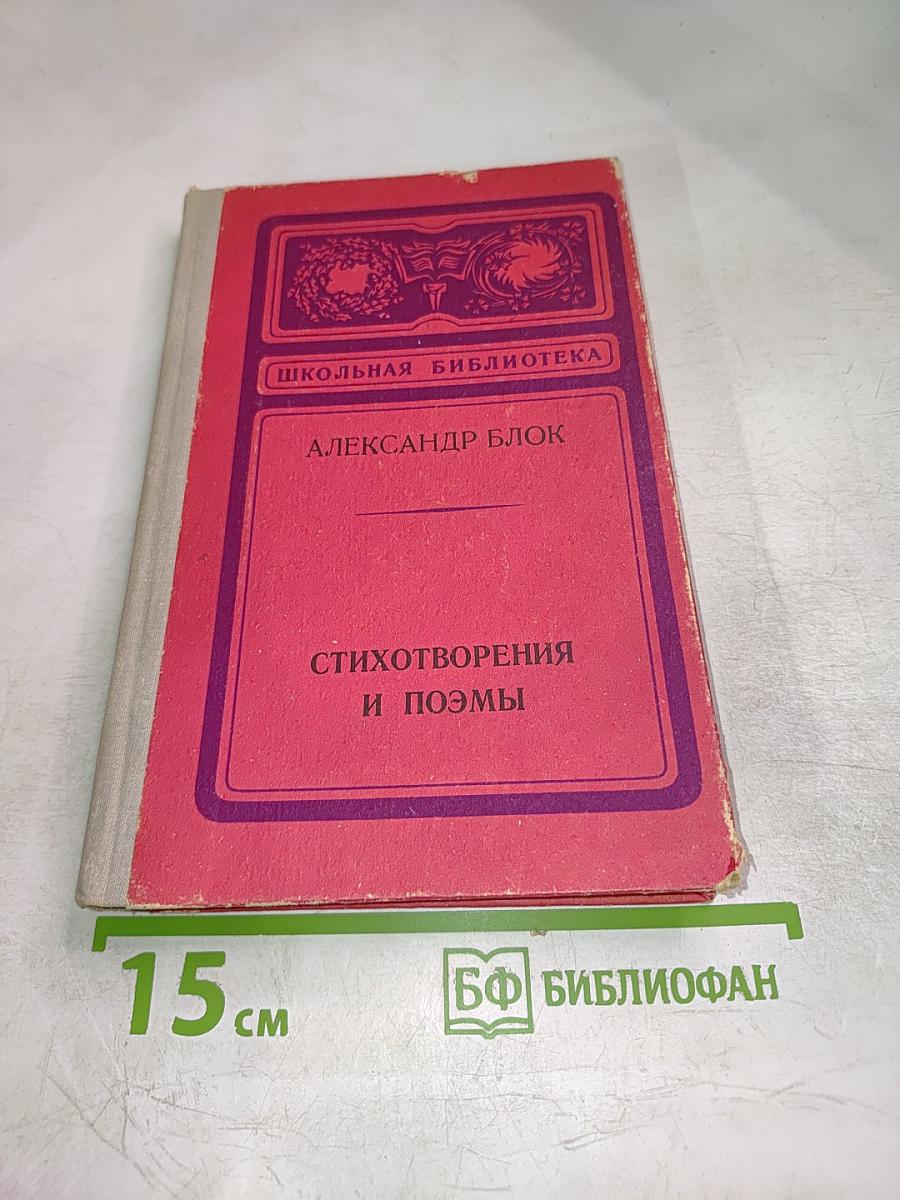 ШКОЛЬНАЯ БИБЛИОТЕКА
АЛЕКСАНДР БЛОК
СТИХОТВОРЕНИЯ
И ПОЭМЫ
15 см
БФ БИБЛИОФАН